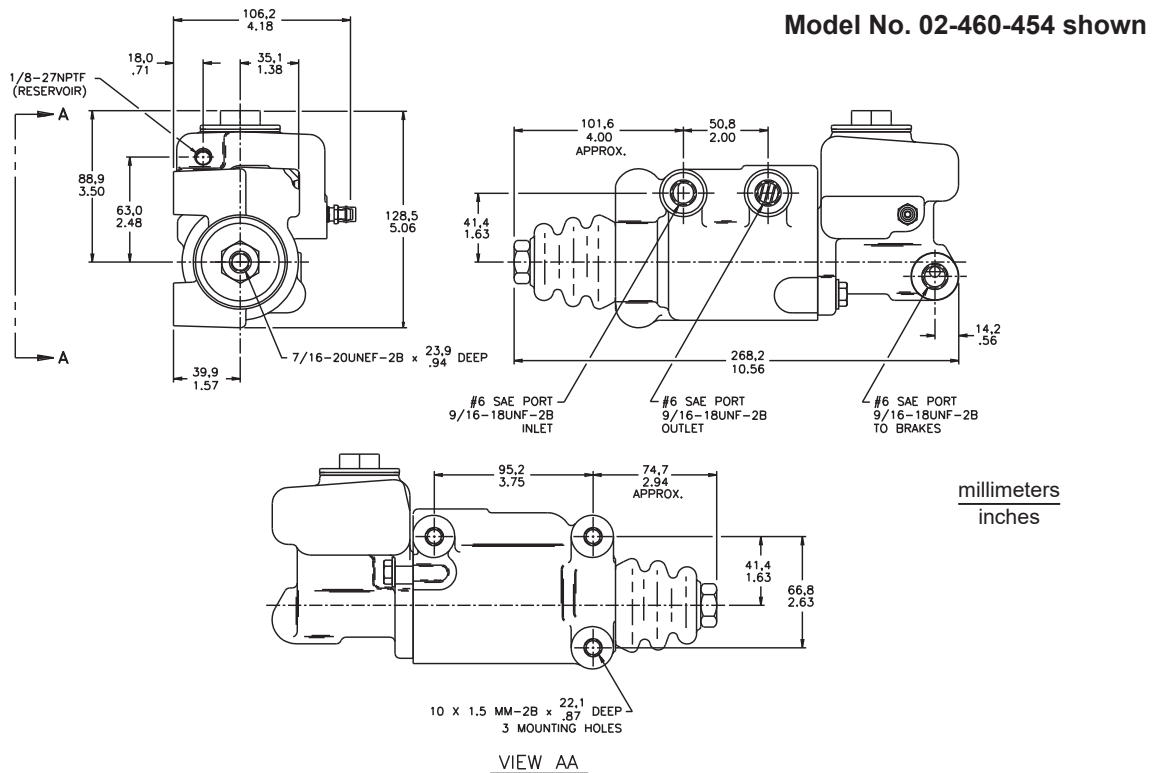 Model No. 02-460-454 shown
106,2
4.18
18,0
.71
35,1
1.38
1/8-27NPTF
(RESERVOIR)
A
88,9
3.50
63,0
2.48
128,5
5.06
A
7/16-20UNEF-2B x 23,9 DEEP
.94
39,9
1.57
101,6
4.00
APPROX.
50,8
2.00
41,4
1.63
14,2
.56
268,2
10.56
#6 SAE PORT
9/16-18UNF-2B
INLET
#6 SAE PORT
9/16-18UNF-2B
OUTLET
#6 SAE PORT
9/16-18UNF-2B
TO BRAKES
95,2
3.75
74,7
2.94
APPROX.
41,4
1.63
66,8
2.63
10 X 1.5 MM-2B x 22,1 DEEP
.87
3 MOUNTING HOLES
VIEW AA
millimeters
inches